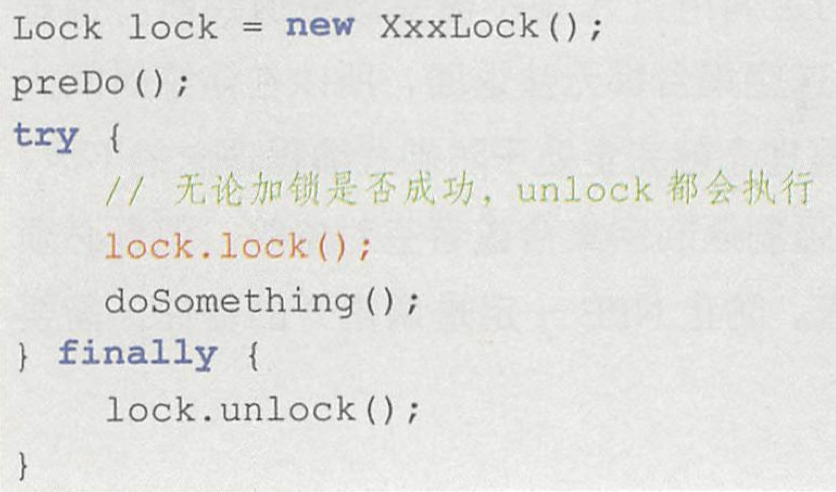 Lock lock = new XxxLock();
preDo();
try {
// 无论加锁是否成功，unlock 都会执行
lock.lock();
doSomething();
} finally {
lock.unlock();
}